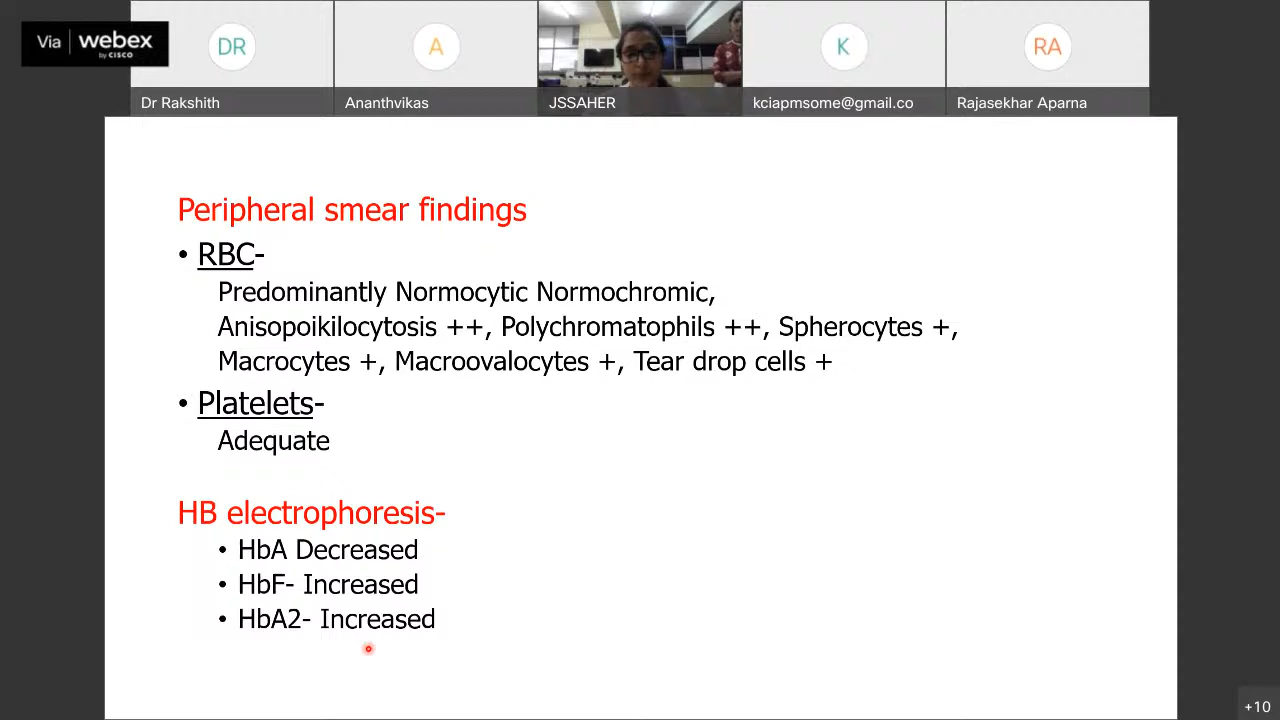 Via webex
by CISCO
DR
A
K
RA
Dr Rakshith
Ananthvikas
JSSAHER
kciapmsome@gmail.co
Rajasekhar Aparna
Peripheral smear findings
• RBC-
Predominantly Normocytic Normochromic,
Anisopoikilocytosis ++, Polychromatophils ++, Spherocytes +,
Macrocytes +, Macroovalocytes +, Tear drop cells +
• Platelets-
Adequate
HB electrophoresis-
• HbA Decreased
• HbF- Increased
• HbA2- Increased
+10